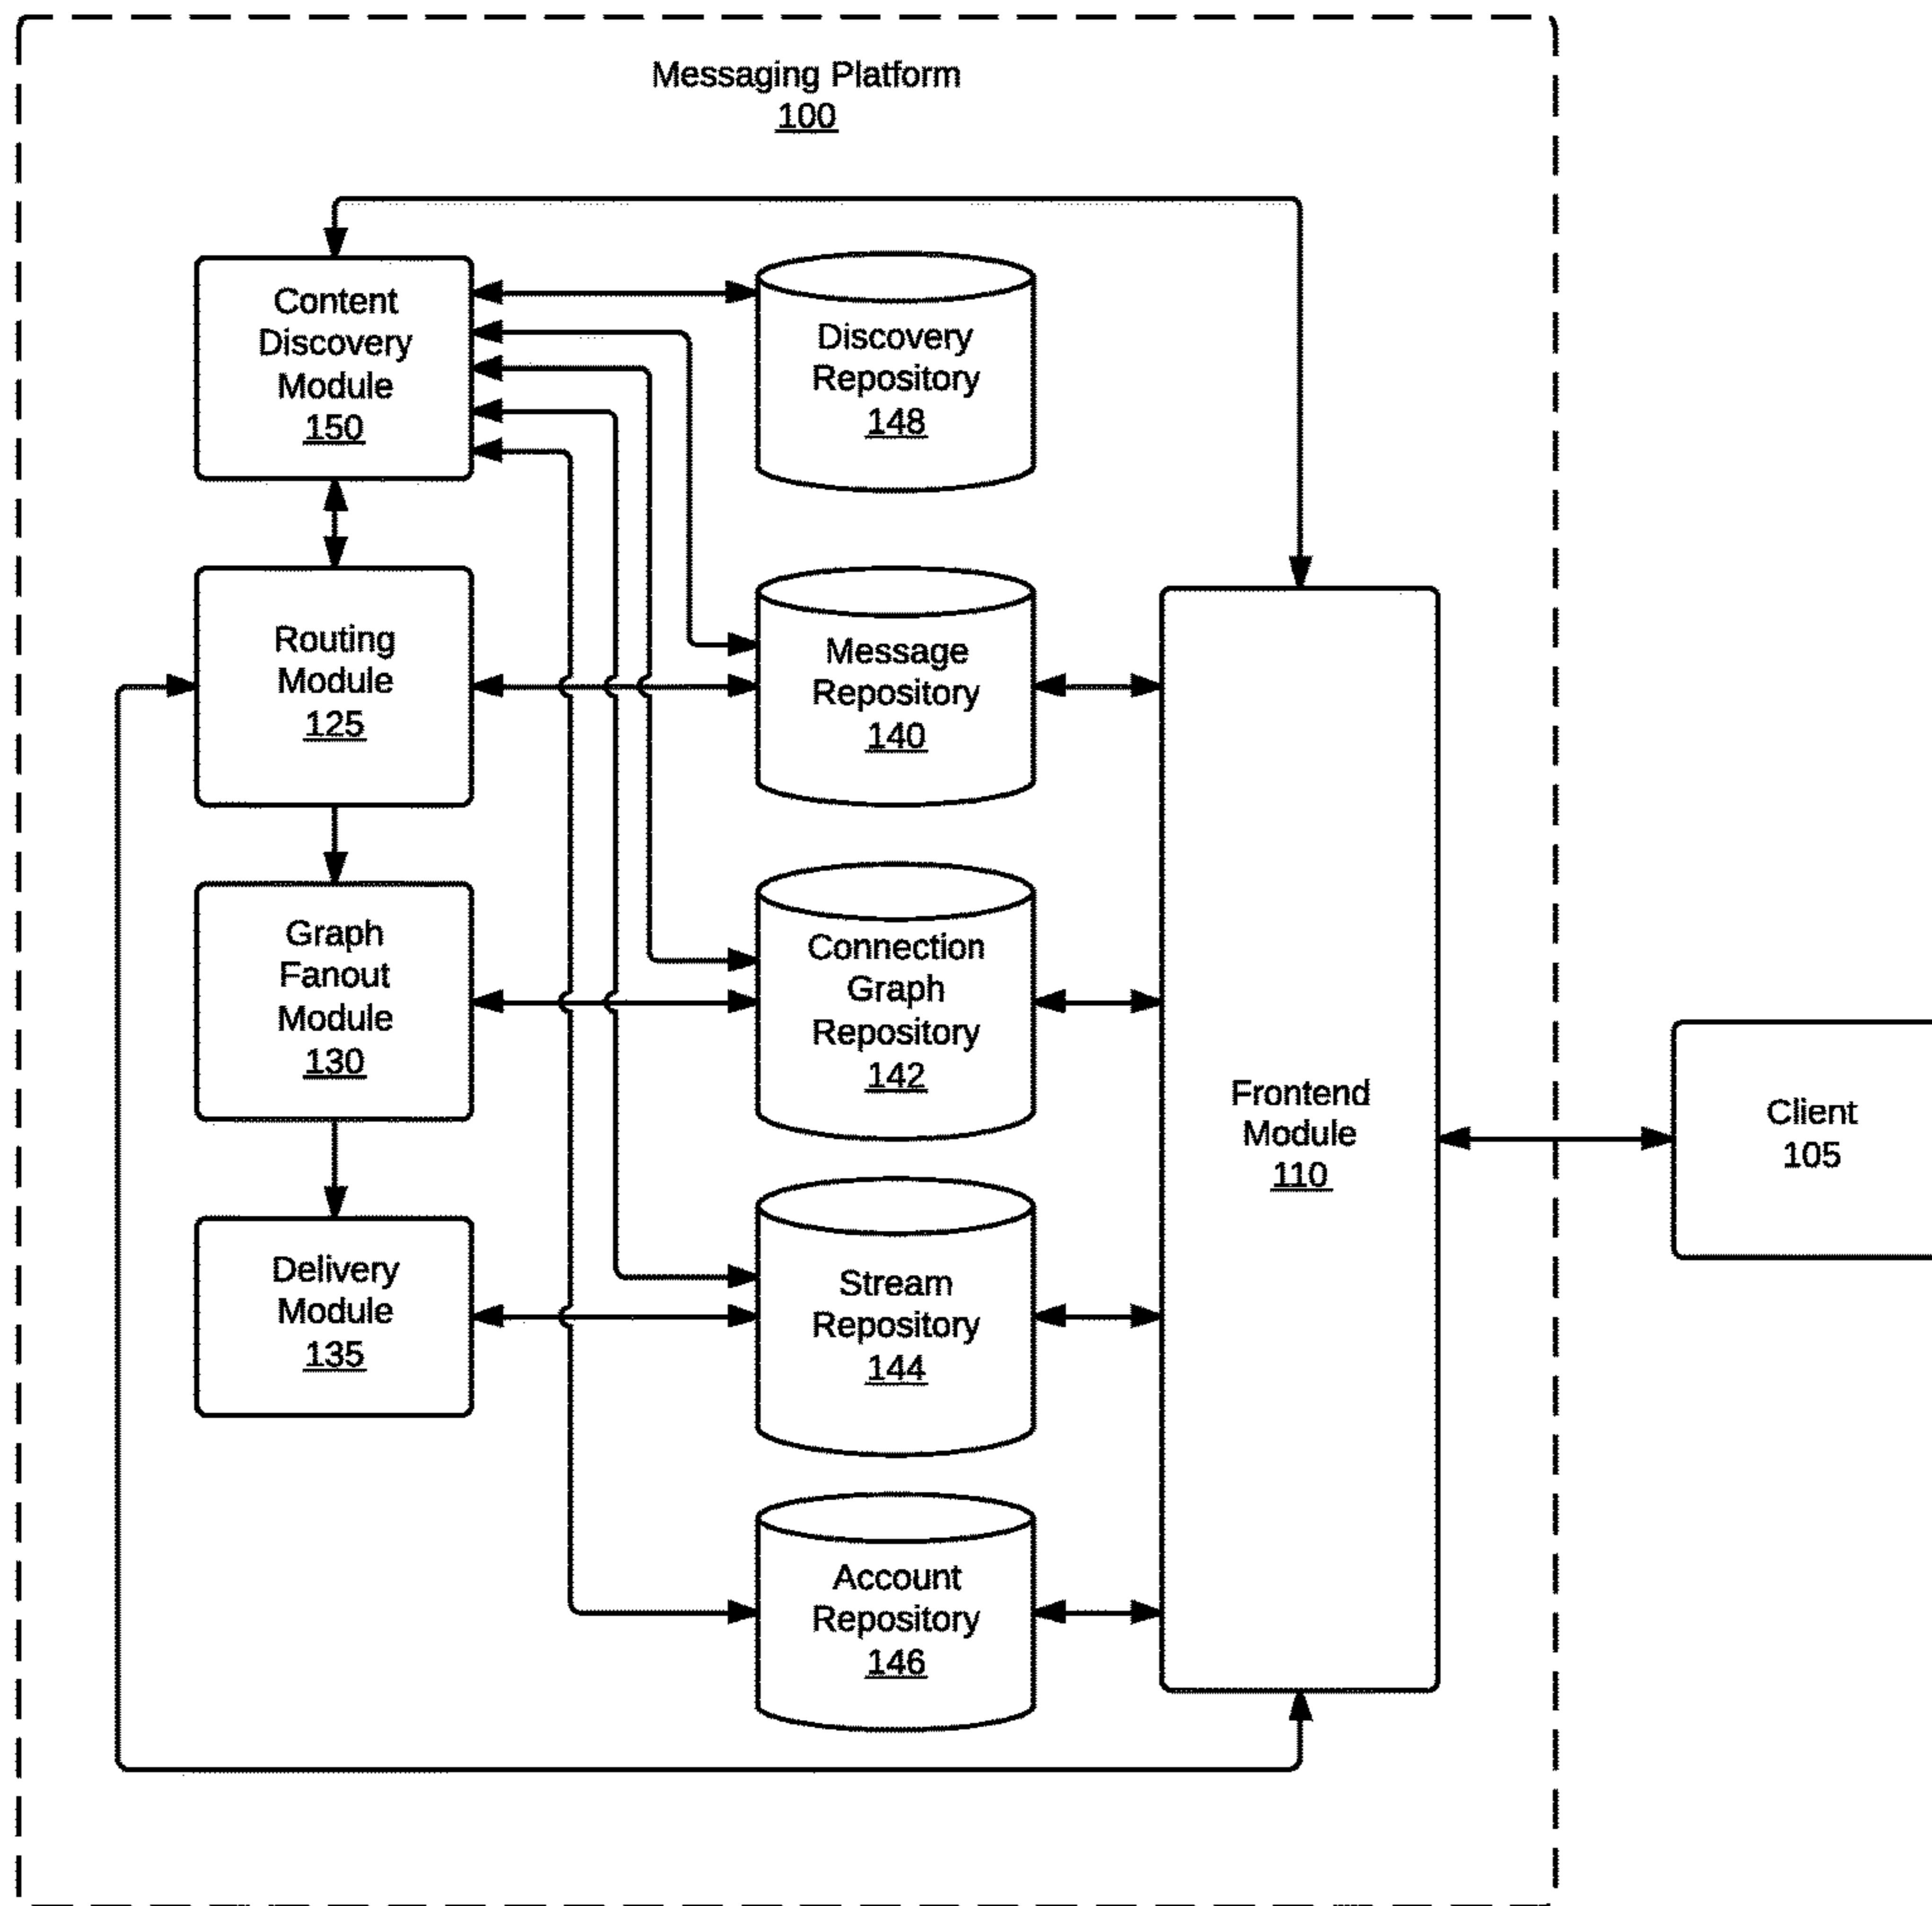 Messaging Platform
100
Content
Discovery
Module
150
Discovery
Repository
148
Routing
Module
125
Message
Repository
140
Graph
Fanout
Module
130
Connection
Graph
Repository
142
Frontend
Module
110
Client
105
Delivery
Module
135
Stream
Repository
144
Account
Repository
146